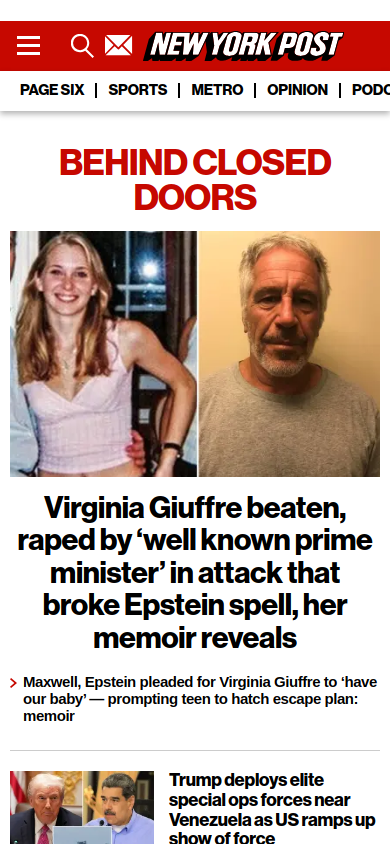 NEW YORK POST
PAGE SIX
SPORTS
METRO
OPINION
PODC
BEHIND CLOSED
DOORS
Virginia Giuffre beaten,
raped by ‘well known prime
minister’ in attack that
broke Epstein spell, her
memoir reveals
Maxwell, Epstein pleaded for Virginia Giuffre to ‘have
our baby’ — prompting teen to hatch escape plan:
memoir
Trump deploys elite
special ops forces near
Venezuela as US ramps up
show of force